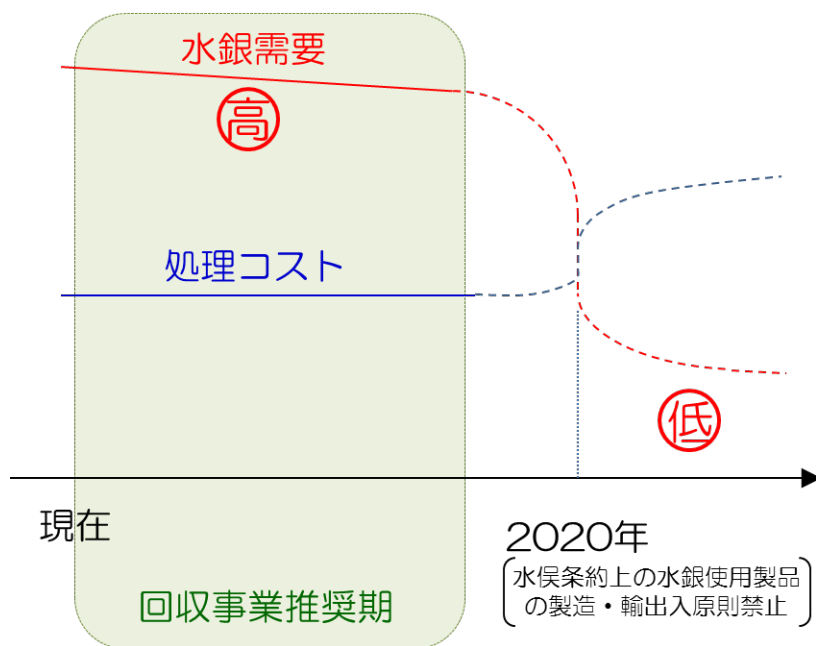 水銀需要
高
処理コスト
低
現在
2020年
水俣条約上の水銀使用製品
の製造・輸出入原則禁止
回収事業推奨期